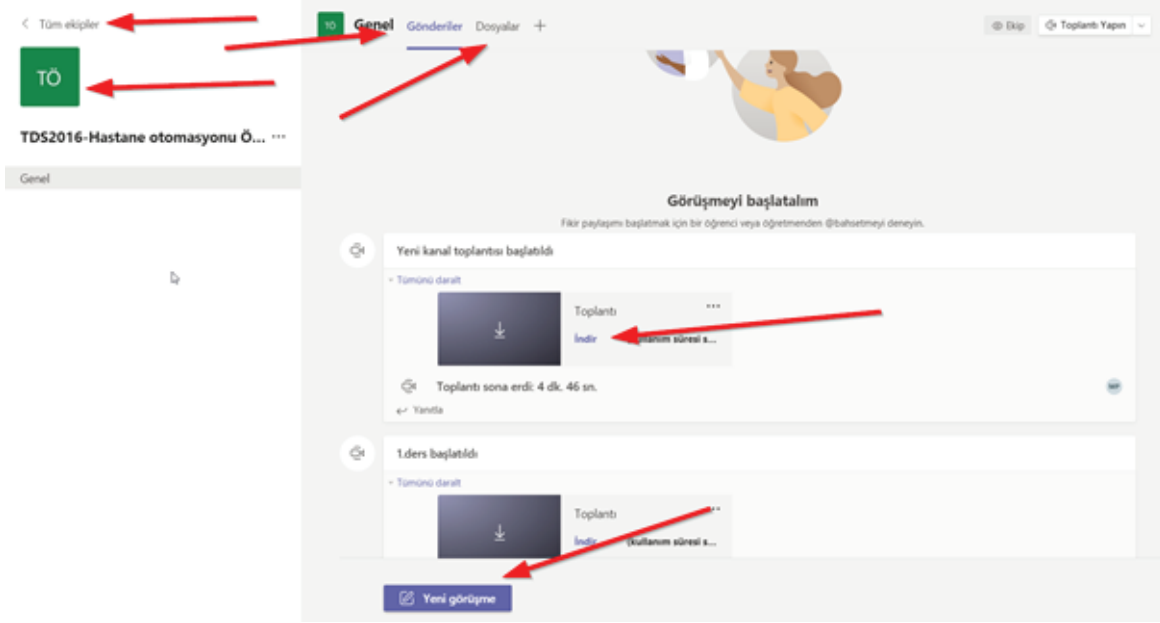 Tüm ekipler
TÖ
TDS2016-Hastane otomasyonu Ö... ...
Genel
TO
Genel
Gönderiler
Dosyalar
Ekip
Toplantı Yapın
Görüşmeyi başlatalım
Fikir paylaşımı başlatmak için bir öğrenci veya öğretmenden @bahsetmeyi deneyin.
Yeni kanal toplantısı başlatıldı
Tümünü daralt
Toplantı ...
İndir süresi s...
Toplantı sona erdi: 4 dk. 46 sn.
Yanıtla
1.ders başlatıldı
Tümünü daralt
Toplantı
İndir (kullanım süresi s...
Yeni görüşme